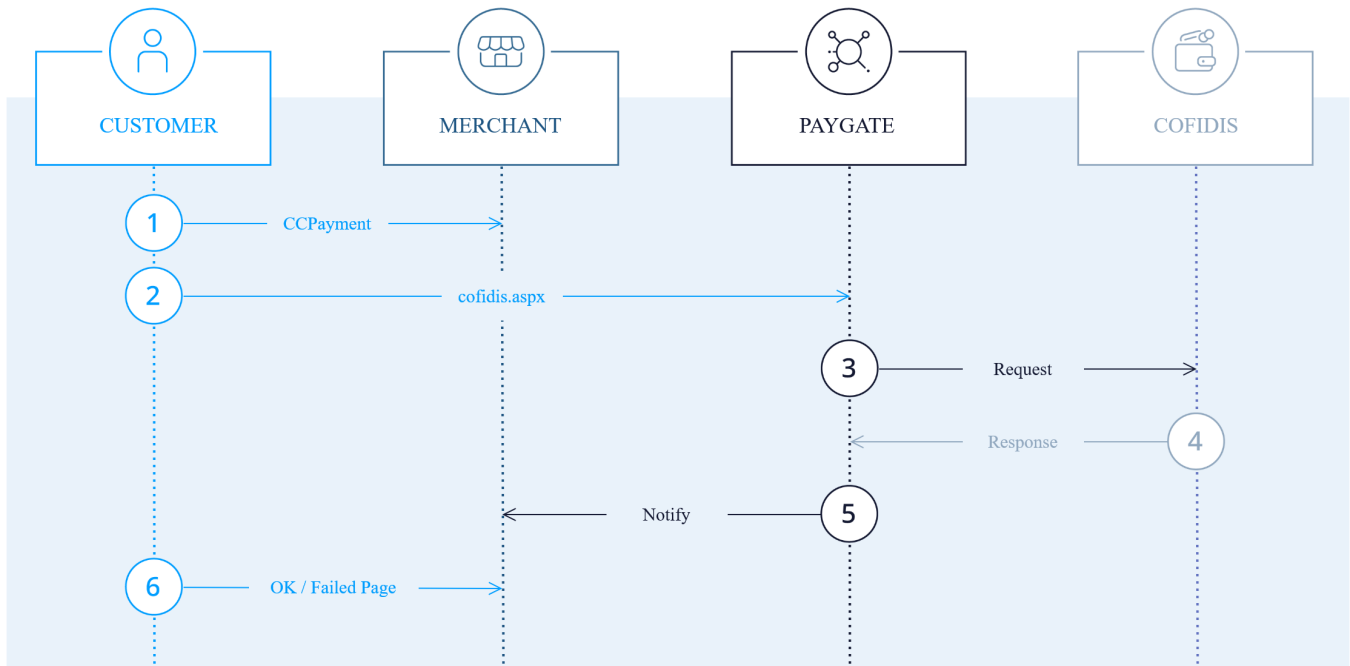 CUSTOMER
MERCHANT
PAYGATE
COFIDIS
1
CCPayment
2
cofidis.aspx
3
Request
Response
4
Notify
5
6
OK / Failed Page